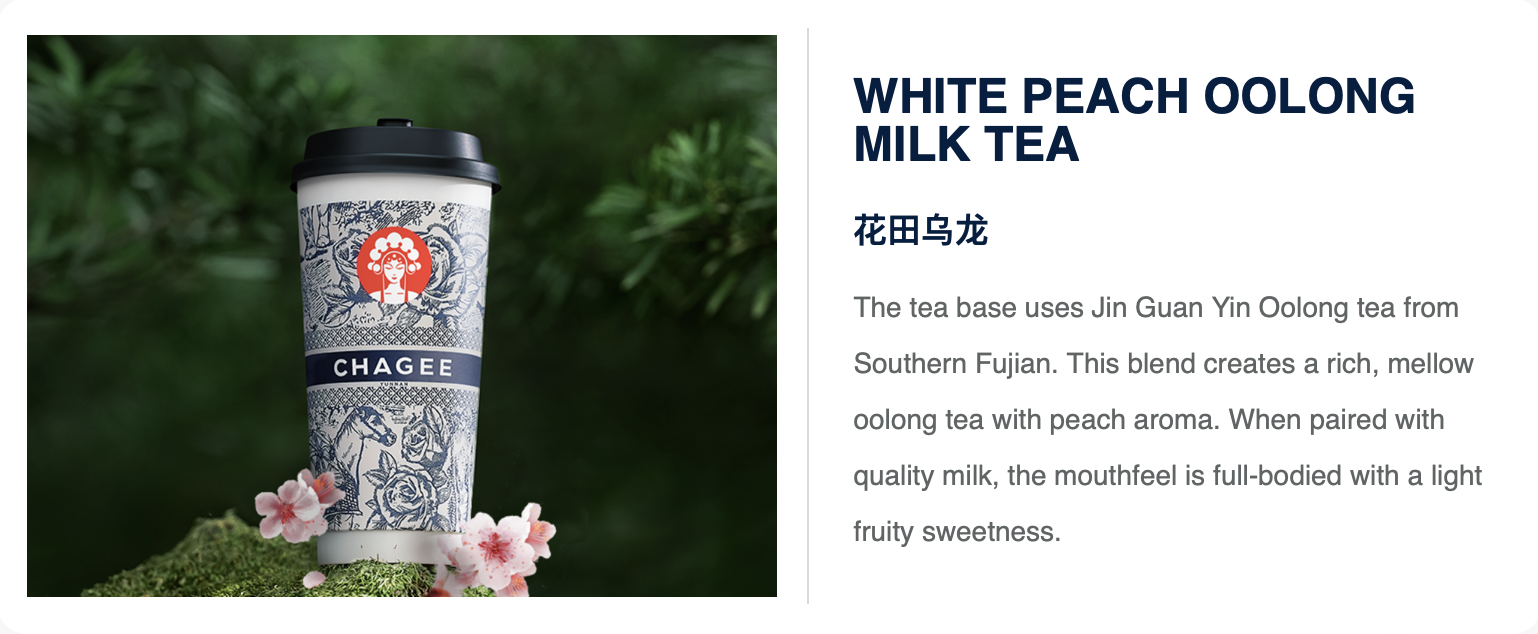 CHAGEE
YUNNAN
WHITE PEACH OOLONG
MILK TEA
花田乌龙
The tea base uses Jin Guan Yin Oolong tea from
Southern Fujian. This blend creates a rich, mellow
oolong tea with peach aroma. When paired with
quality milk, the mouthfeel is full-bodied with a light
fruity sweetness.